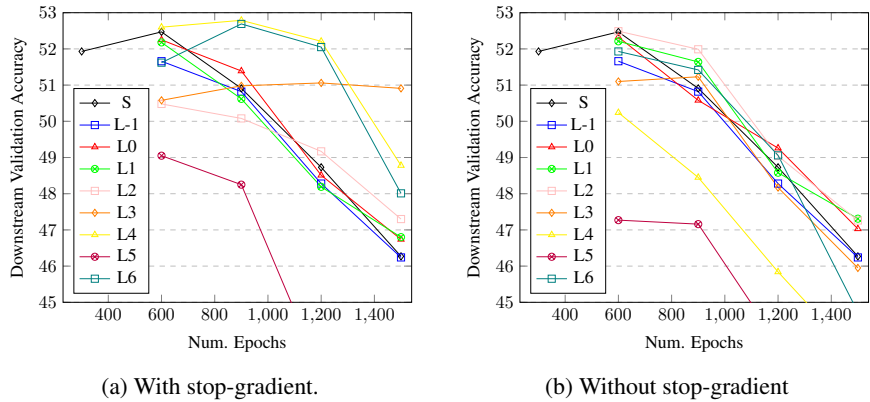 53
52
51
50
49
48
47
46
45
Downstream Validation Accuracy
S
L-1
L0
L1
L2
L3
L4
L5
L6
400 600 800 1,000 1,200 1,400
Num. Epochs
(a) With stop-gradient.
53
52
51
50
49
48
47
46
45
Downstream Validation Accuracy
S
L-1
L0
L1
L2
L3
L4
L5
L6
400 600 800 1,000 1,200 1,400
Num. Epochs
(b) Without stop-gradient